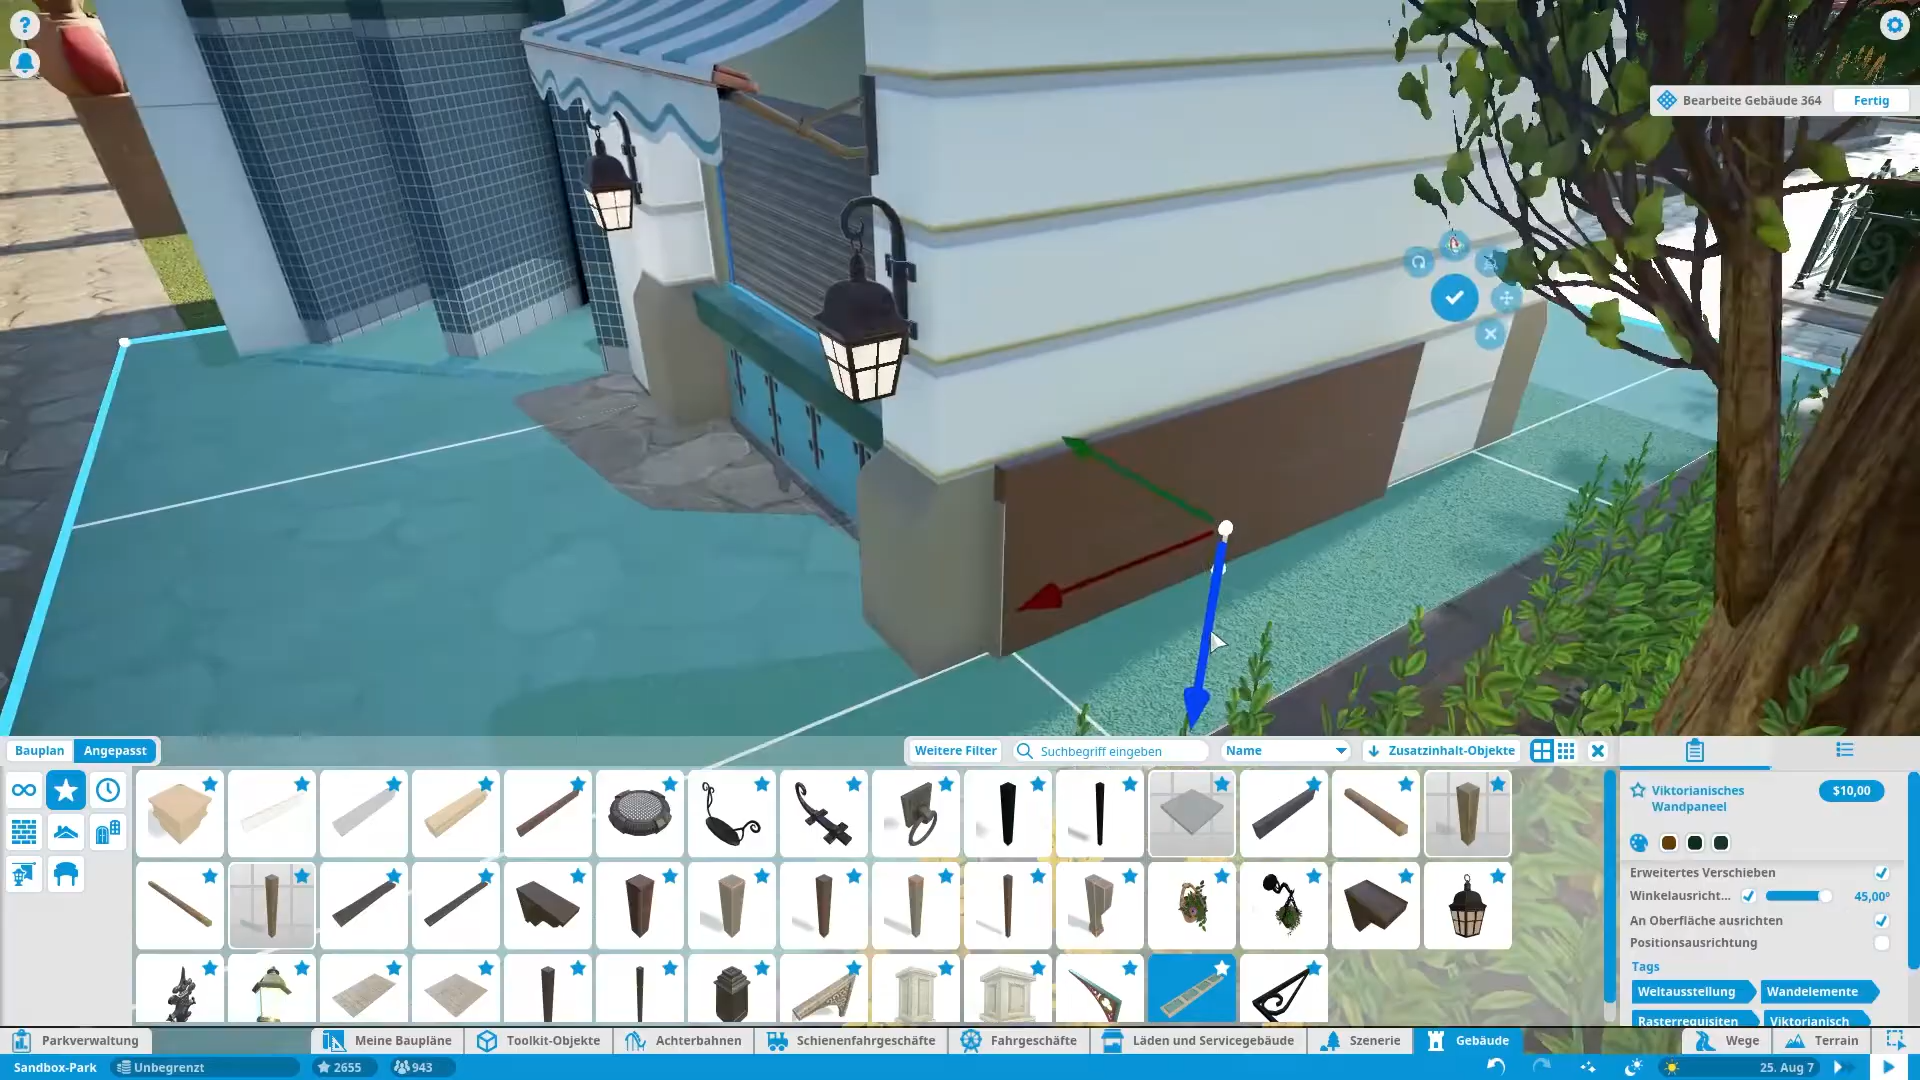 ?
Bearbeite Gebäude 364
Fertig
Bauplan
Angepasst
Weitere Filter
Suchbegriff eingeben
Name
Zusatzinhalt-Objekte
Viktorianisches
Wandpaneel
$10,00
Erweitertes Verschieben
Winkelausricht...
45,00°
An Oberfläche ausrichten
Positionsausrichtung
Tags
Weltausstellung
Wandelemente
Rasterrequisiten
Viktorianisch
Parkverwaltung
Meine Baupläne
Toolkit-Objekte
Achterbahnen
Schienenfahrgeschäfte
Fahrgeschäfte
Läden und Servicegebäude
Szenerie
Gebäude
Wege
Terrain
Sandbox-Park
Unbegrenzt
2655
943
25. Aug 7